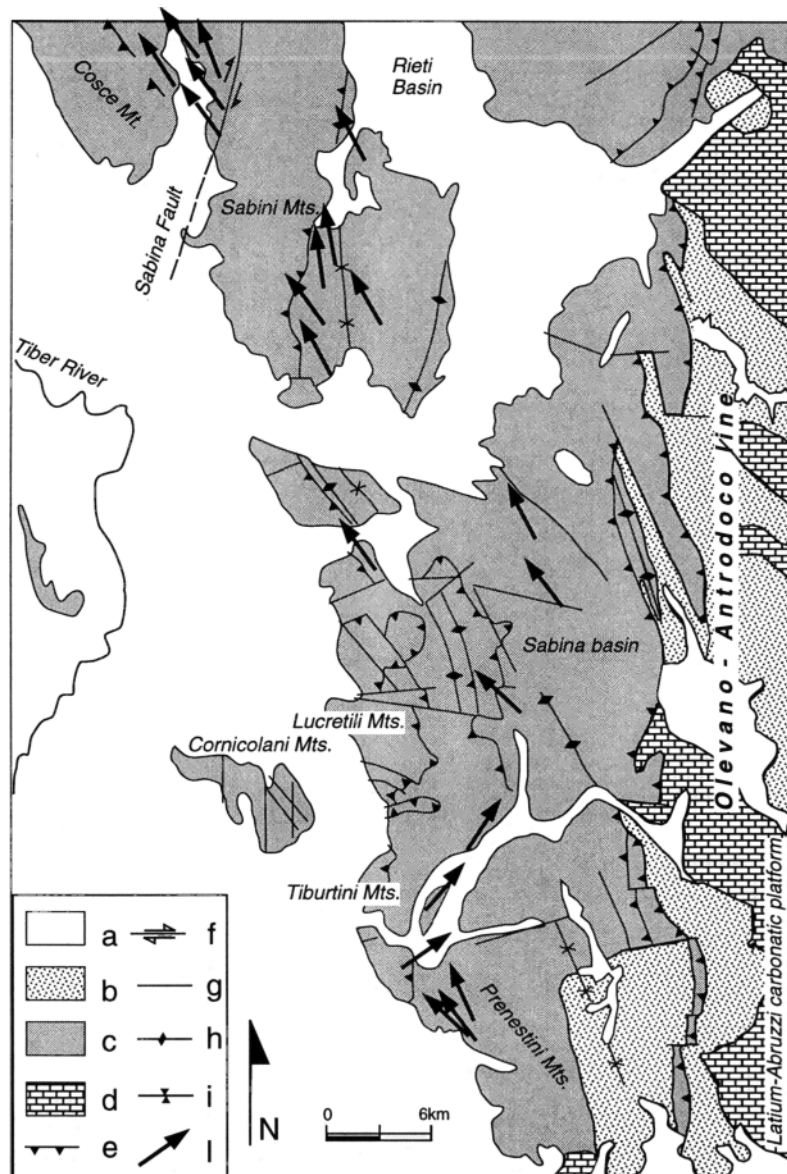 Rieti
Basin
Cosce Mt.
Sabina Fault
Sabini Mts.
Tiber River
Olevano - Antrodoco line
Sabina basin
Lucretili Mts.
Cornicolani Mts.
Tiburtini Mts.
Prenestini Mts.
Latium-Abruzzi carbonatic platform
a
f
b
g
c
h
d
i
e
l
N
0
6km